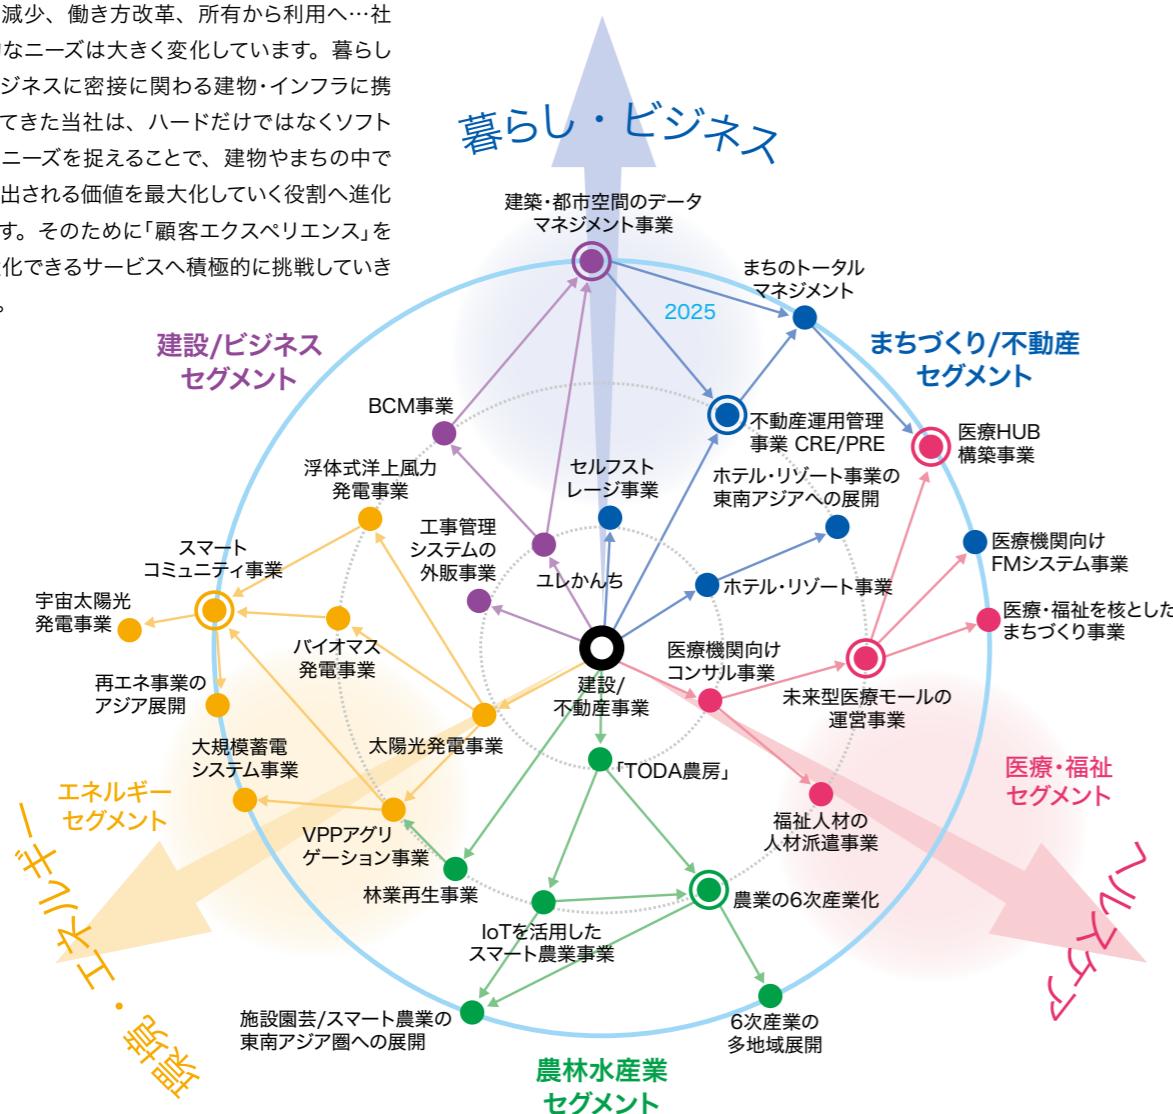 減少、働き方改革、所有から利用へ…社
なニーズは大きく変化しています。暮らし
ジネスに密接に関わる建物・インフラに携
てきた当社は、ハードだけではなくソフト
ニーズを捉えることで、建物やまちの中で
出される価値を最大化していく役割へ進化
す。そのために「顧客エクスペリエンス」を
化できるサービスへ積極的に挑戦していき
。
暮らし・ビジネス
建築・都市空間のデータ
マネジメント事業
まちのトータル
マネジメント
2025
建設/ビジネス
セグメント
まちづくり/不動産
セグメント
BCM事業
不動産運用管理
事業 CRE/PRE
医療HUB
構築事業
浮体式洋上風力
発電事業
セルフスト
レージ事業
ホテル・リゾート事業の
東南アジアへの展開
工事管理
システムの
外販事業
スマート
コミュニティ事業
ユレかんち
ホテル・リゾート事業
医療機関向け
FMシステム事業
宇宙太陽光
発電事業
医療・福祉を核とした
まちづくり事業
バイオマス
発電事業
医療機関向け
コンサル事業
再エネ事業の
アジア展開
建設/
不動産事業
未来型医療モールの
運営事業
大規模蓄電
システム事業
太陽光発電事業
「TODA農房」
エネルギー
セグメント
医療・福祉
セグメント
VPPアグリ
ゲーション事業
福祉人材の
人材派遣事業
林業再生事業
農業の6次産業化
IoTを活用した
スマート農業事業
環境・エネルギー
ヘルスケア
施設園芸/スマート農業の
東南アジア圏への展開
6次産業の
多地域展開
農林水産業
セグメント